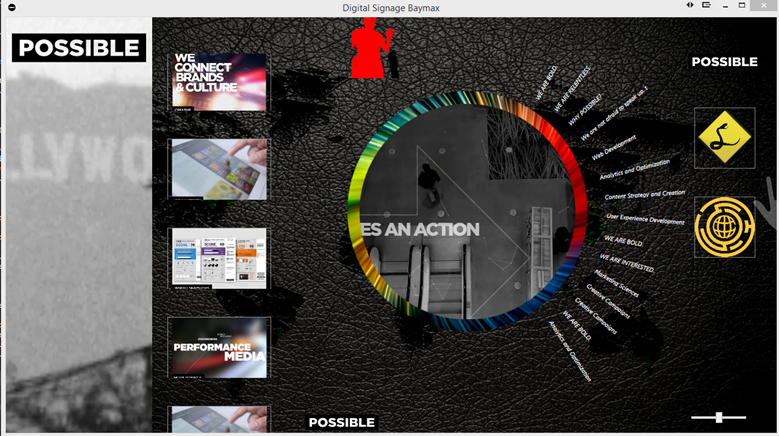 Digital Signage Baymax
POSSIBLE
LLYWO
WE
CONNECT
BRANDS
& CULTURE
PERFORMANCE
MEDIA
ES AN ACTION
WE ARE BOLD.
WE ARE RELENTLESS.
WHY POSSIBLE?
We are not afraid to speak up.
Web Development
Analytics and Optimization
Content Strategy and Creation
User Experience Development
WE ARE BOLD.
WE ARE INTERESTED.
Marketing Sciences
Creative Campaigns
Creative Campaigns
WE ARE BOLD.
Analytics and Optimization
POSSIBLE
POSSIBLE